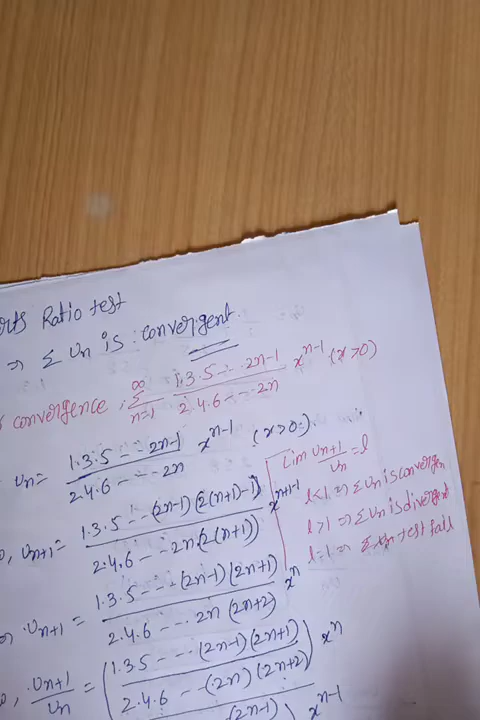 Ratio test
⇒ Σ Un is convergent.
convergence : ∞Σn=1 1.3.5 - - - 2n-1 / 2.4.6 - - - 2n x^n-1 (x>0)
Un = 1.3.5 - - - 2n-1 / 2.4.6 - - - 2n x^n-1 (x>0).
Lim Un+1/Un = l
l<1 ⇒ Σ Un is convergen
l>1 ⇒ Σ Un is divergent
l=1 ⇒ test fall
Un+1 = 1.3.5 - - (2n-1)(2(n+1)-1) / 2.4.6 - - - 2n.(2(n+1)) x^n+1-1
Un+1 = 1.3.5 - - - (2n-1)(2n+1) / 2.4.6 - - - 2n (2n+2) x^n
Un+1/Un = (1.3.5 - - - (2n-1)(2n+1) / 2.4.6 - - - (2n)(2n+2)) x^n
(2n-1) ) x^n-1